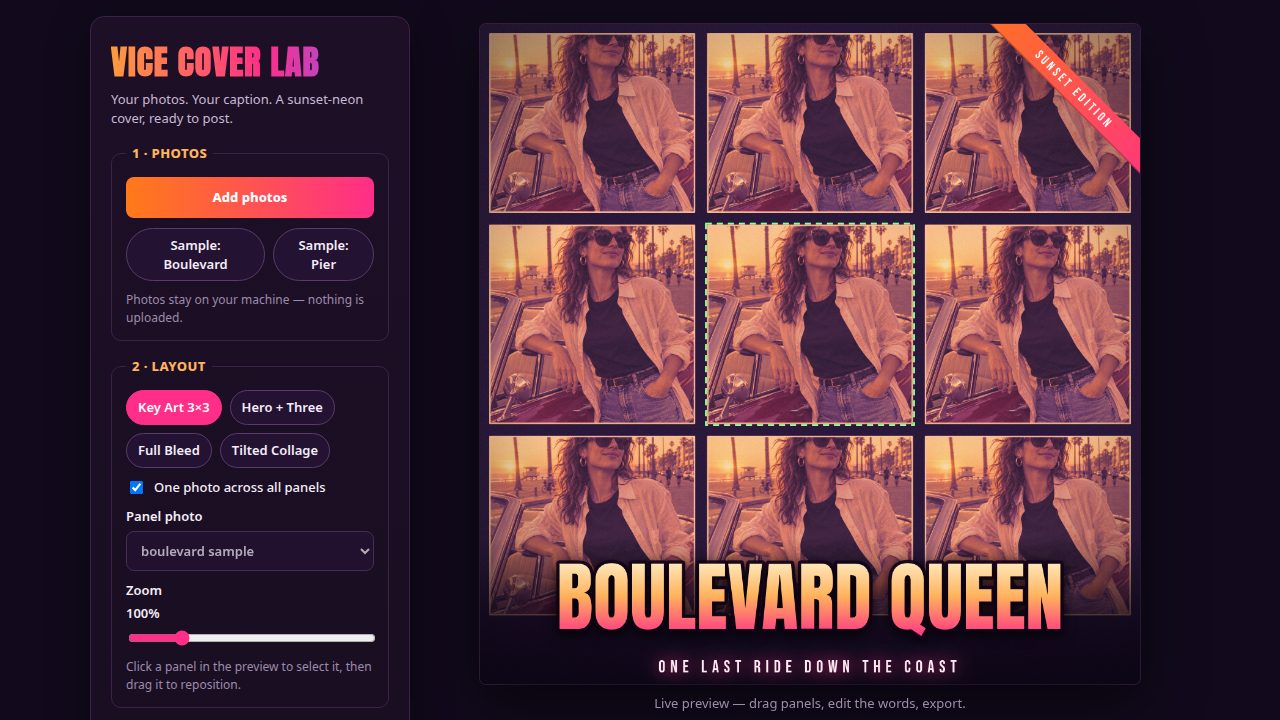 VICE COVER LAB
Your photos. Your caption. A sunset-neon
cover, ready to post.
1 · PHOTOS
Add photos
Sample:
Boulevard
Sample:
Pier
Photos stay on your machine — nothing is
uploaded.
2 · LAYOUT
Key Art 3×3
Hero + Three
Full Bleed
Tilted Collage
One photo across all panels
Panel photo
boulevard sample
Zoom
100%
Click a panel in the preview to select it, then
drag it to reposition.
SUNSET EDITION
BOULEVARD QUEEN
ONE LAST RIDE DOWN THE COAST
Live preview — drag panels, edit the words, export.